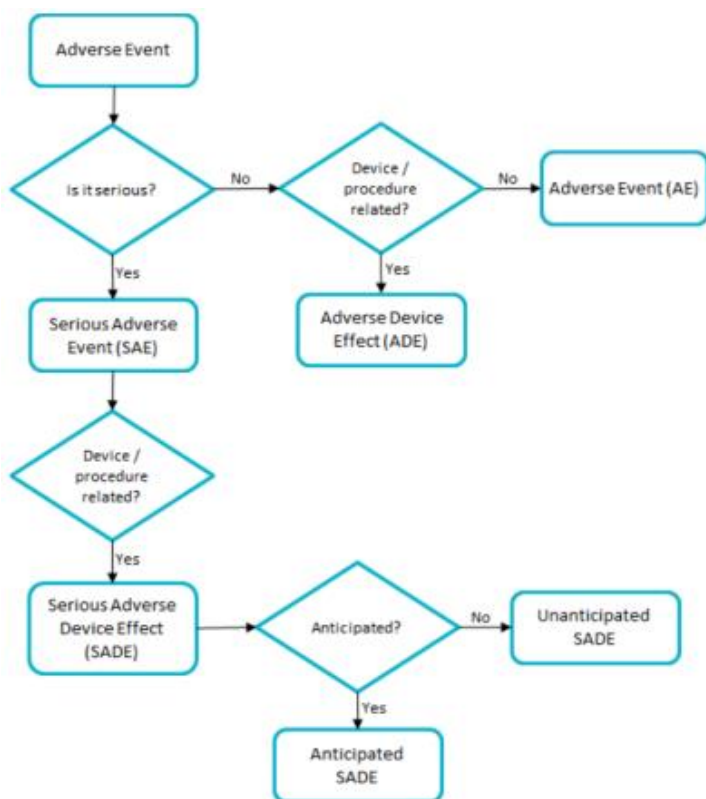 Adverse Event
Is it serious?
No
Device /
procedure
related?
No
Adverse Event (AE)
Yes
Yes
Serious Adverse
Event (SAE)
Adverse Device
Effect (ADE)
Device /
procedure
related?
Yes
Serious Adverse
Device Effect
(SADE)
Anticipated?
No
Unanticipated
SADE
Yes
Anticipated
SADE